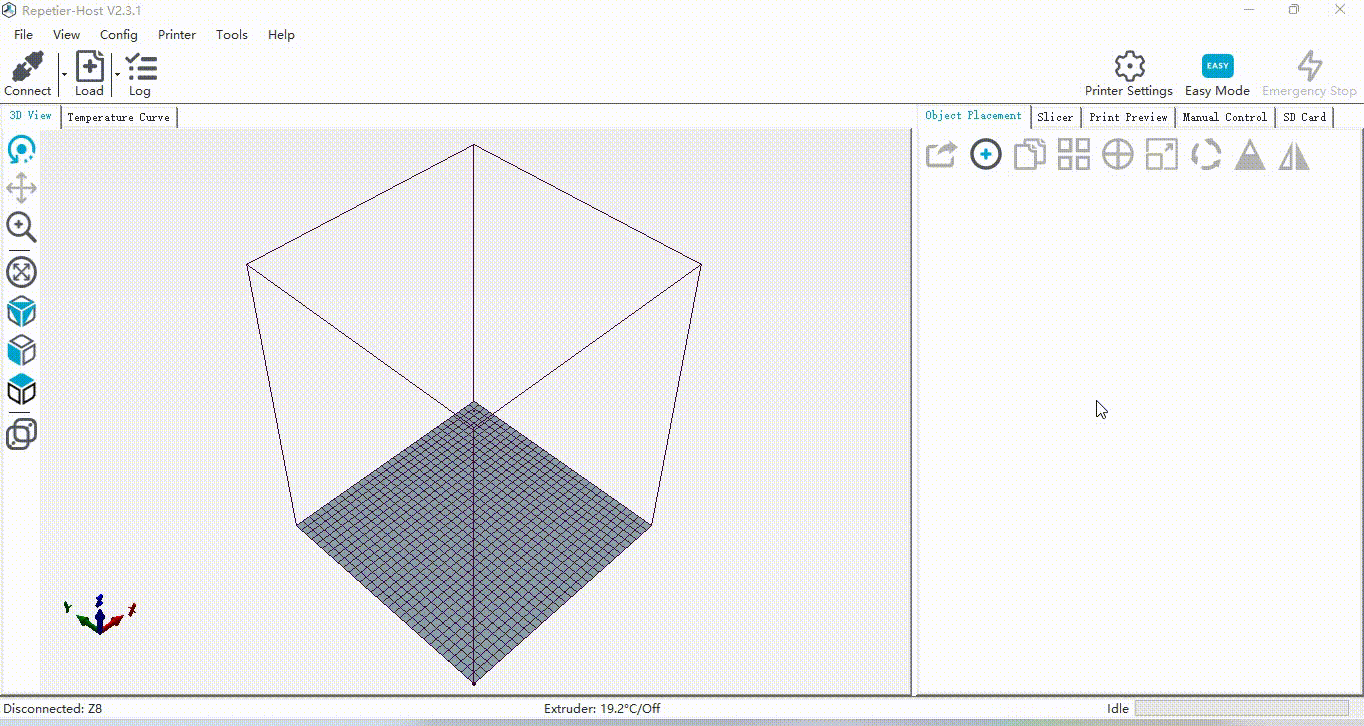 Repetier-Host V2.3.1
File View Config Printer Tools Help
Connect Load Log EASY Printer Settings Easy Mode Emergency Stop
3D View Temperature Curve Object Placement Slicer Print Preview Manual Control SD Card
Y Z X
Disconnected: Z8 Extruder: 19.2°C/Off Idle